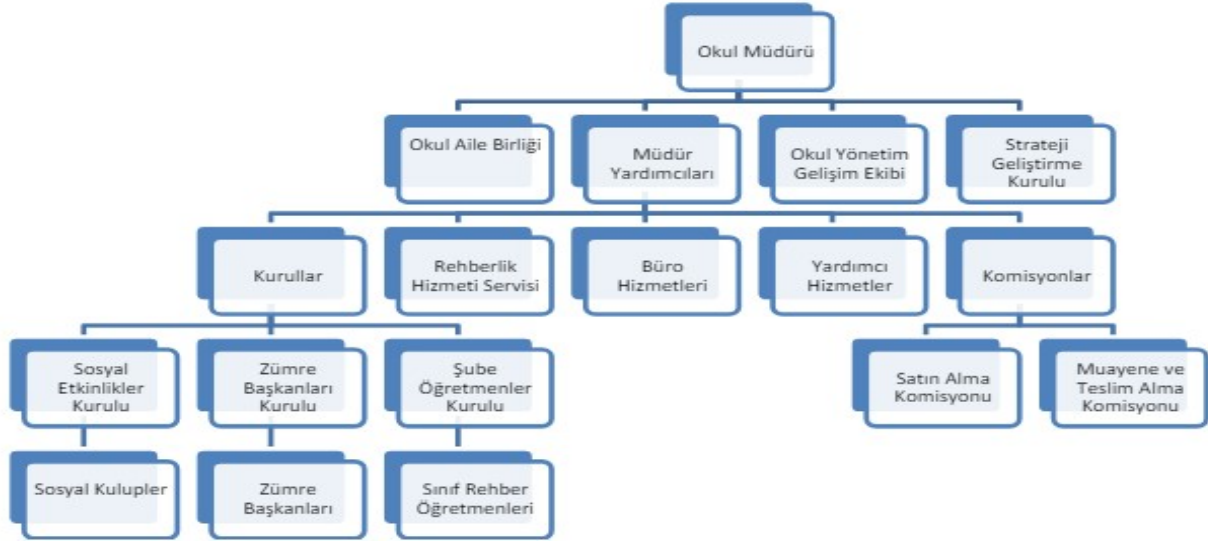 Okul Müdürü
Okul Aile Birliği
Müdür
Yardımcıları
Okul Yönetim
Gelişim Ekibi
Strateji
Geliştirme
Kurulu
Kurullar
Rehberlik
Hizmeti Servisi
Büro
Hizmetleri
Yardımcı
Hizmetler
Komisyonlar
Sosyal
Etkinlikler
Kurulu
Zümre
Başkanları
Kurulu
Şube
Öğretmenler
Kurulu
Satın Alma
Komisyonu
Muayene ve
Teslim Alma
Komisyonu
Sosyal Kulupler
Zümre
Başkanları
Sınıf Rehber
Öğretmenleri